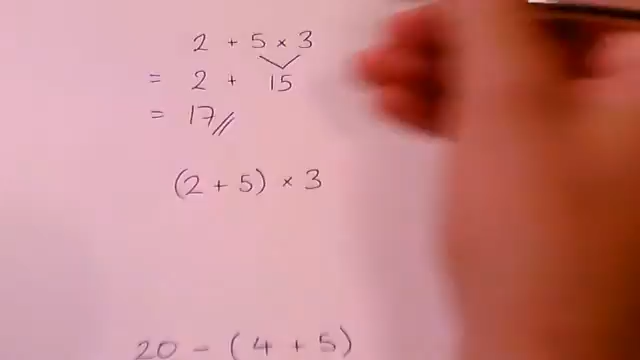 2 + 5 × 3
= 2 + 15
= 17//
(2 + 5) × 3
20 - (4 + 5)